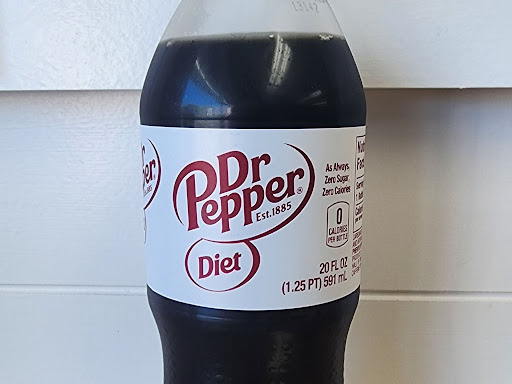 Dr
Pepper®
Est.1885
Diet
As Always,
Zero Sugar,
Zero Calories
0
CALORIES
PER BOTTLE
20 FL OZ
(1.25 PT) 591 mL